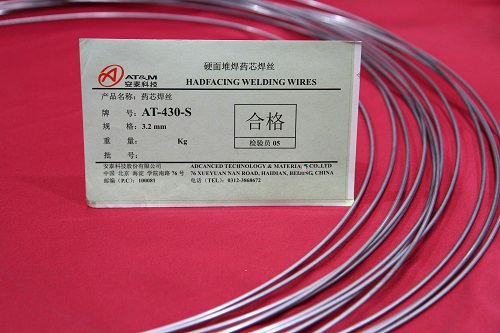 AT&M
安泰科技
硬面堆焊药芯焊丝
HADFACING WELDING WIRES
产品名称：药芯焊丝
牌 号：AT-430-S
规 格：3.2 mm
重 量： Kg
批 号：
合格
检验员 05
安泰科技股份有限公司
中国 北京 海淀 学院南路 76 号
邮编（P.C）：100081
ADCANCED TECHNOLOGY & MATERIALS CO.,LTD
76 XUEYUAN NAN ROAD, HAIDIAN, BEIJING, CHINA
电话（TEL）：0312-3868672